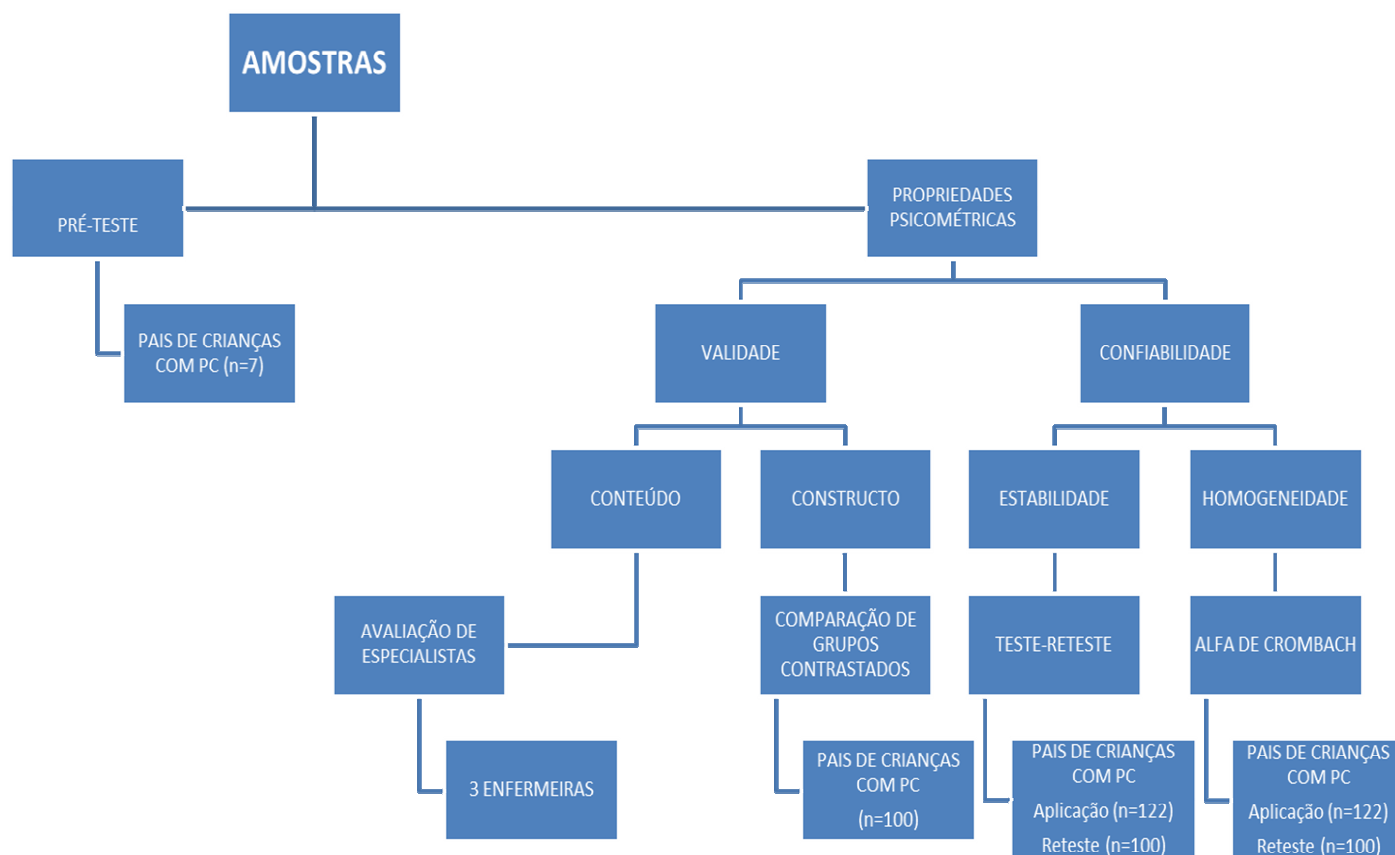 AMOSTRAS
PRÉ-TESTE
PROPRIEDADES
PSICOMÉTRICAS
PAIS DE CRIANÇAS
COM PC (n=7)
VALIDADE
CONFIABILIDADE
CONTEÚDO
CONSTRUCTO
ESTABILIDADE
HOMOGENEIDADE
AVALIAÇÃO DE
ESPECIALISTAS
COMPARAÇÃO DE
GRUPOS
CONTRASTADOS
TESTE-RETESTE
ALFA DE CROMBACH
3 ENFERMEIRAS
PAIS DE CRIANÇAS
COM PC
(n=100)
PAIS DE CRIANÇAS
COM PC
Aplicação (n=122)
Reteste (n=100)
PAIS DE CRIANÇAS
COM PC
Aplicação (n=122)
Reteste (n=100)